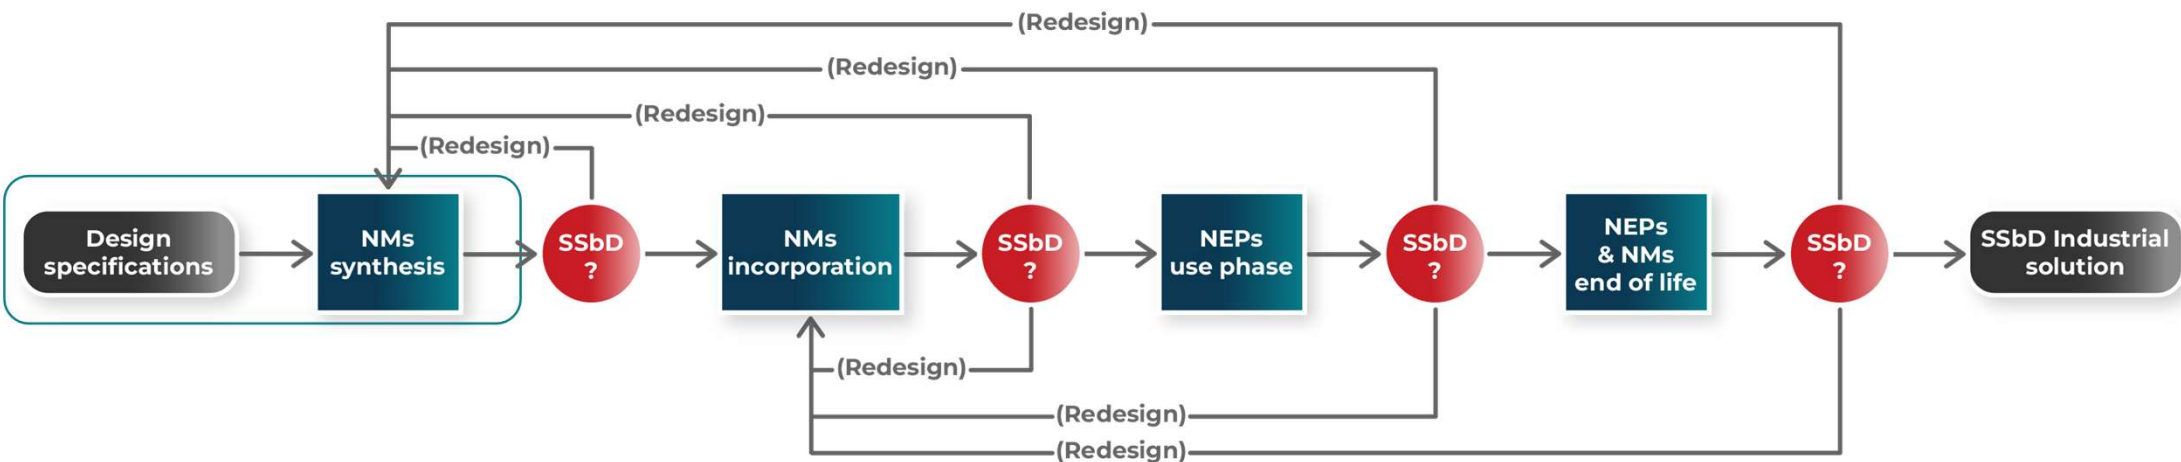 (Redesign)
(Redesign)
(Redesign)
(Redesign)
Design
specifications
NMs
synthesis
SSbD
?
NMs
incorporation
SSbD
?
NEPs
use phase
SSbD
?
NEPs
& NMs
end of life
SSbD
?
SSbD Industrial
solution
(Redesign)
(Redesign)
(Redesign)